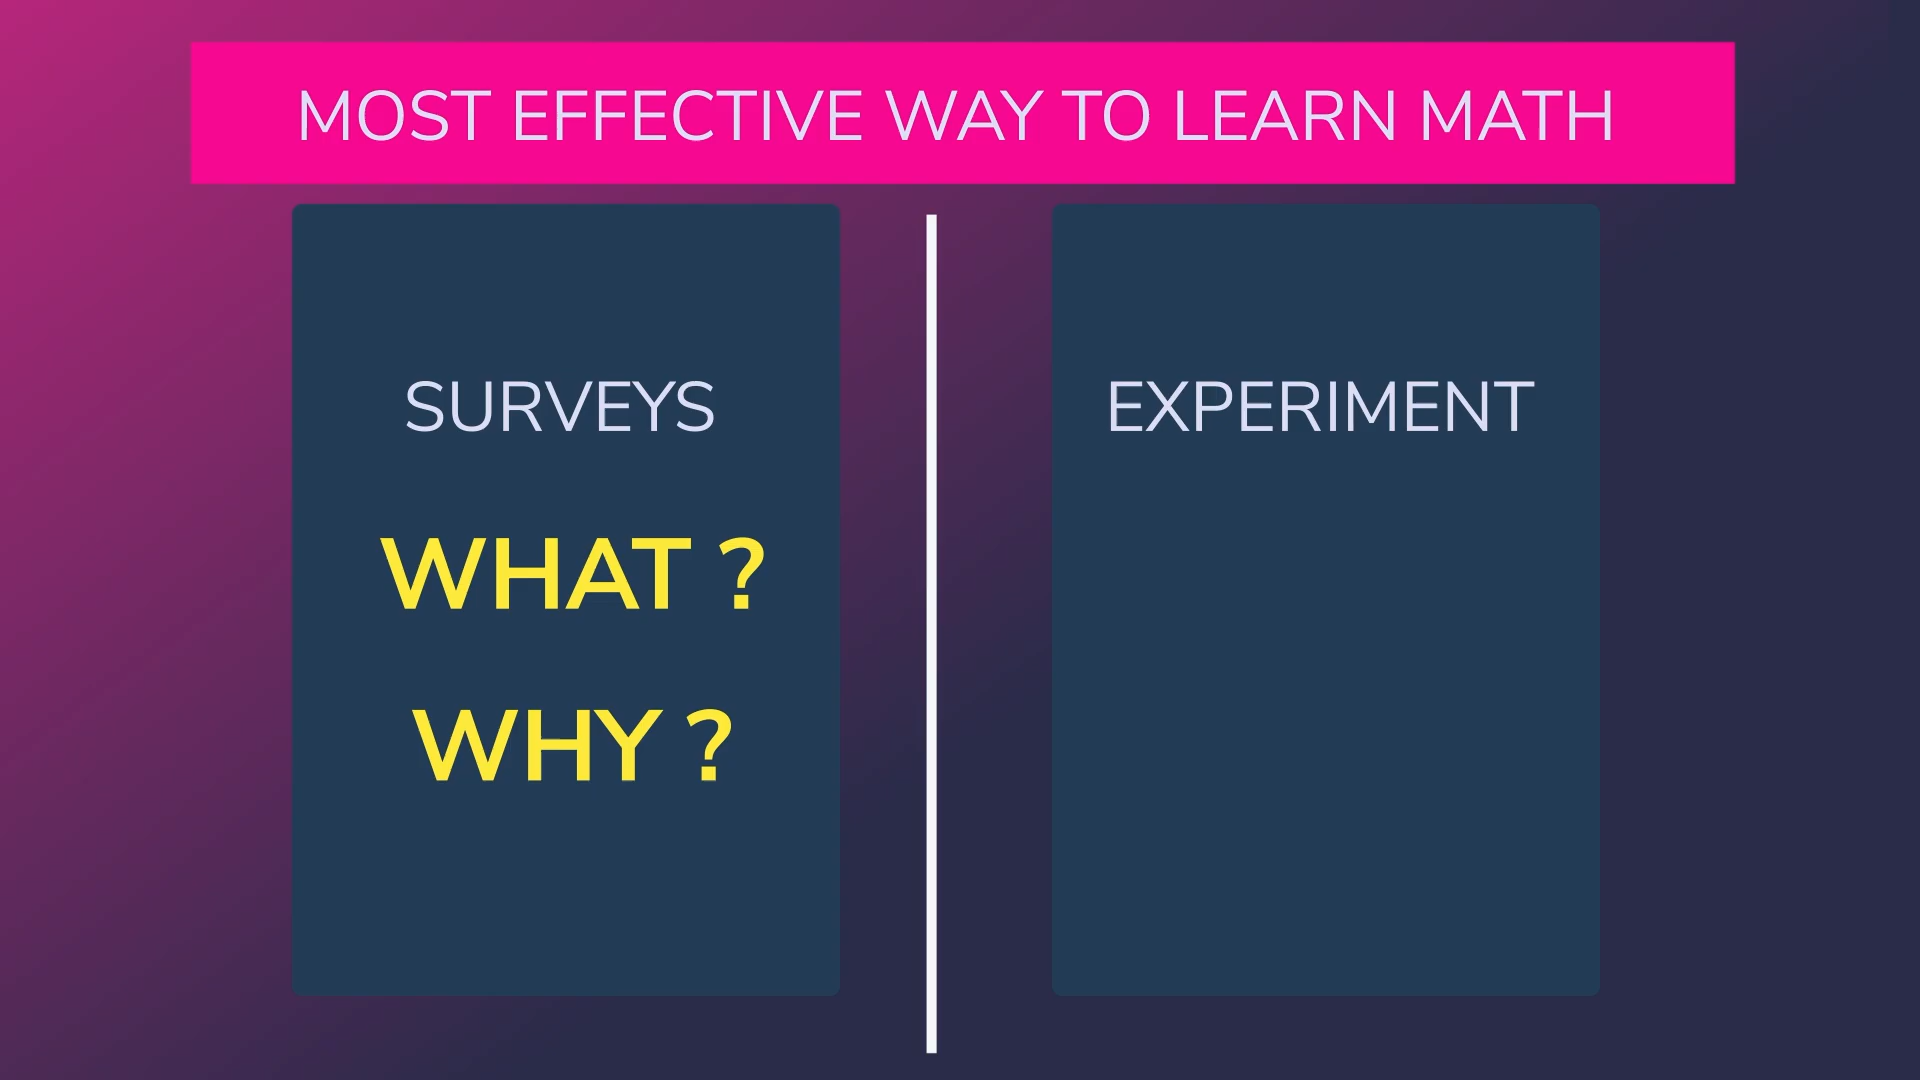 MOST EFFECTIVE WAY TO LEARN MATH
SURVEYS
WHAT ?
WHY ?
EXPERIMENT